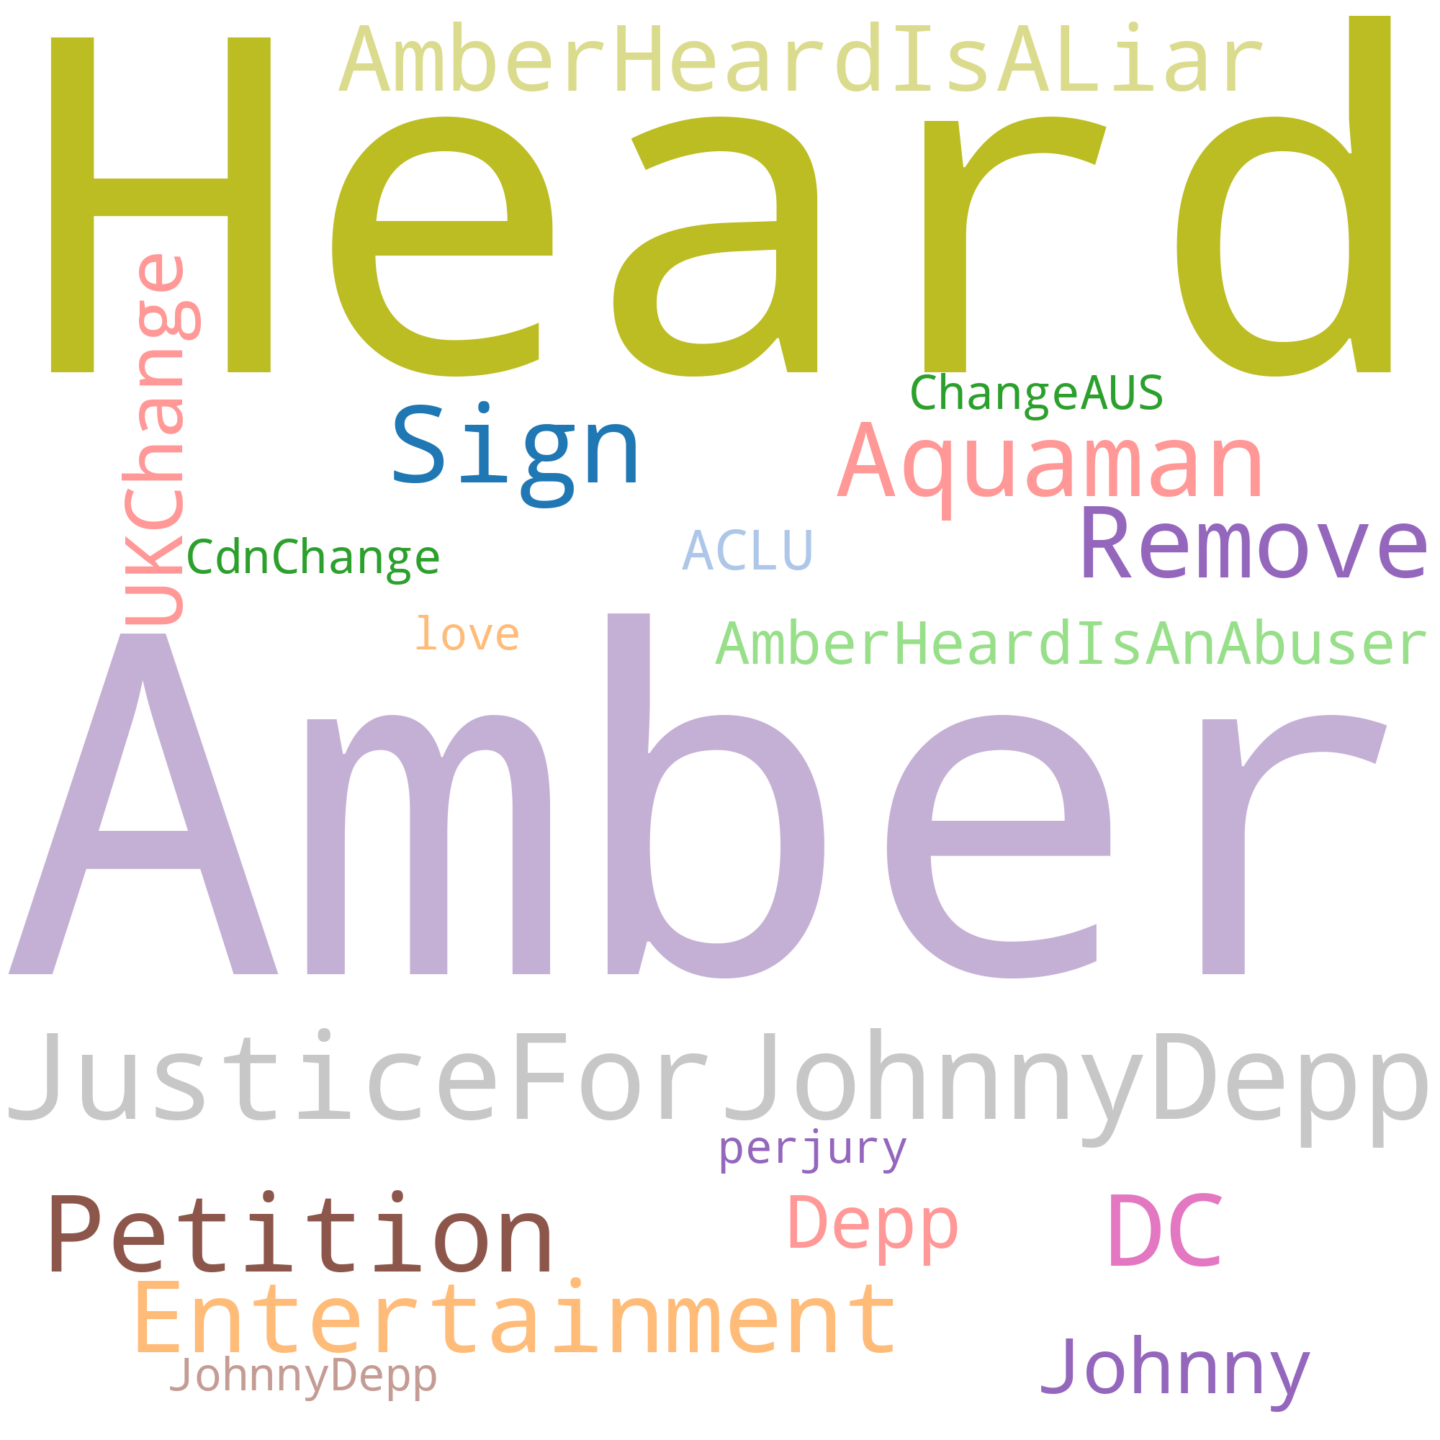 AmberHeardIsALiar
Heard
UKChange
ChangeAUS
Sign
Aquaman
Remove
CdnChange
ACLU
love
AmberHeardIsAnAbuser
Amber
JusticeForJohnnyDepp
perjury
Petition
Depp
DC
Entertainment
JohnnyDepp
Johnny